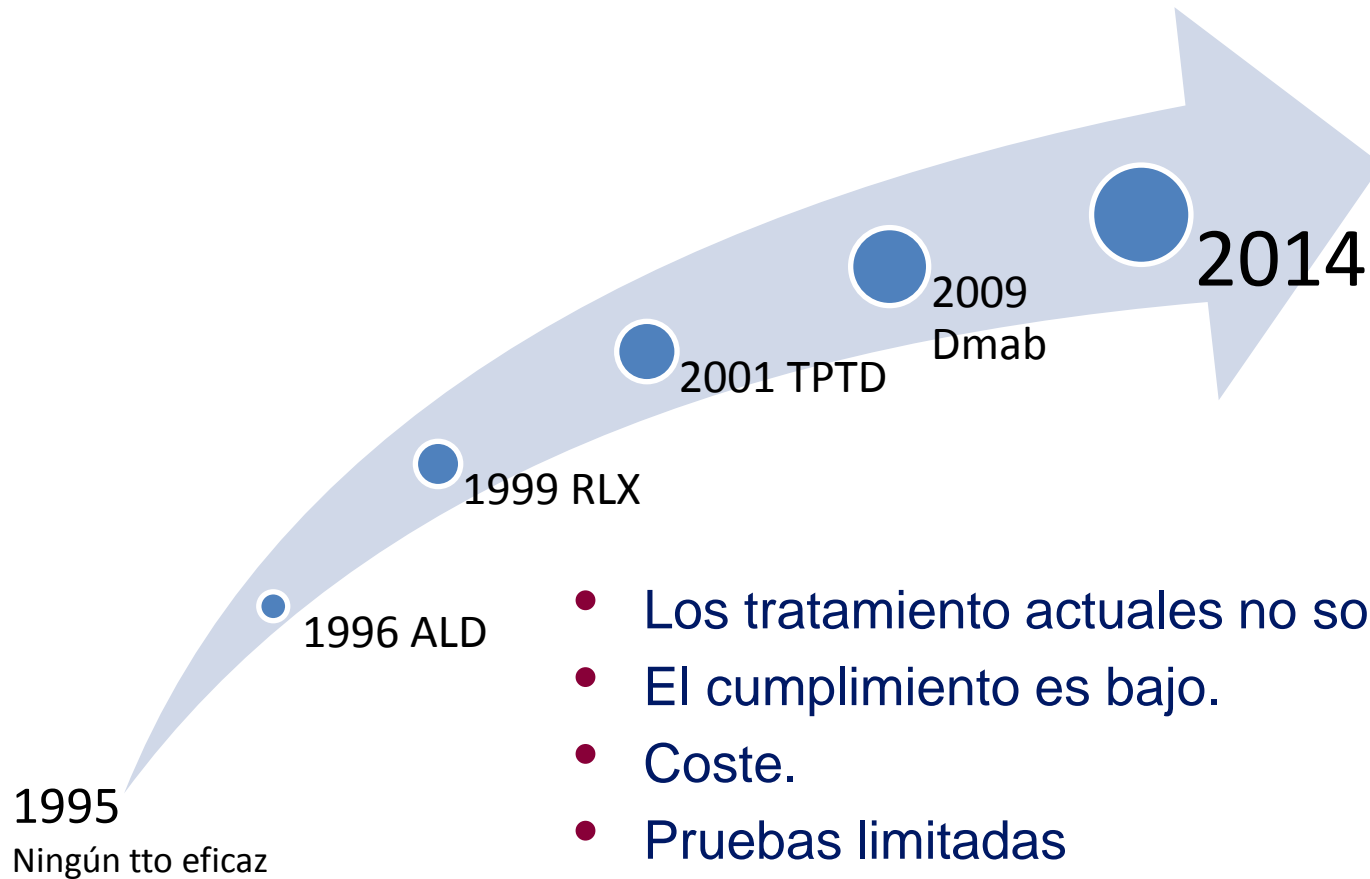 2014
2009
Dmab
2001 TPTD
1999 RLX
1996 ALD
1995
Ningún tto eficaz
• Los tratamiento actuales no so
• El cumplimiento es bajo.
• Coste.
• Pruebas limitadas